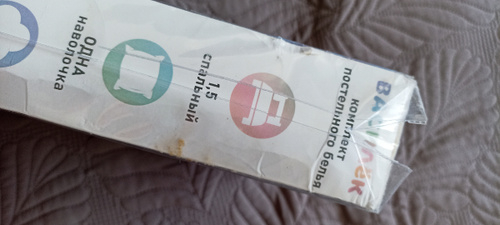 комплект
постельного белья
1,5
спальный
ОДНА
наволочка